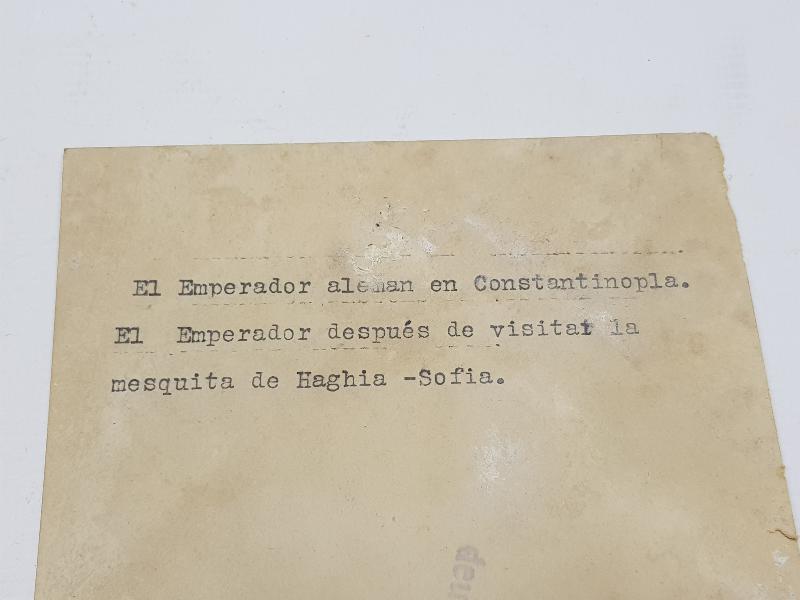 El Emperador aleman en Constantinopla.
El Emperador después de visitar la
mesquita de Haghia -Sofia.